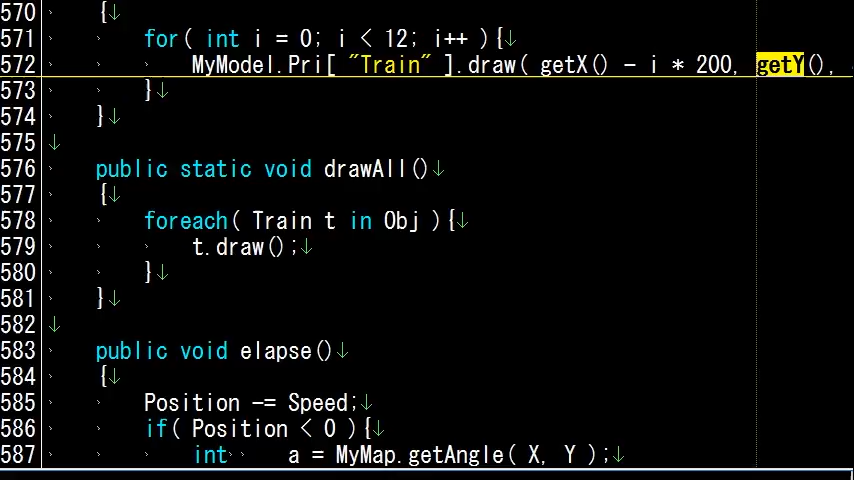 570 {↓
571 for( int i = 0; i < 12; i++ ){↓
572 MyModel.Pri[ "Train" ].draw( getX() - i * 200, getY(),
573 }↓
574 }↓
575 ↓
576 public static void drawAll()↓
577 {↓
578 foreach( Train t in Obj ){↓
579 t.draw();↓
580 }↓
581 }↓
582 ↓
583 public void elapse()↓
584 {↓
585 Position -= Speed;↓
586 if( Position < 0 ){↓
587 int a = MyMap.getAngle( X, Y );↓